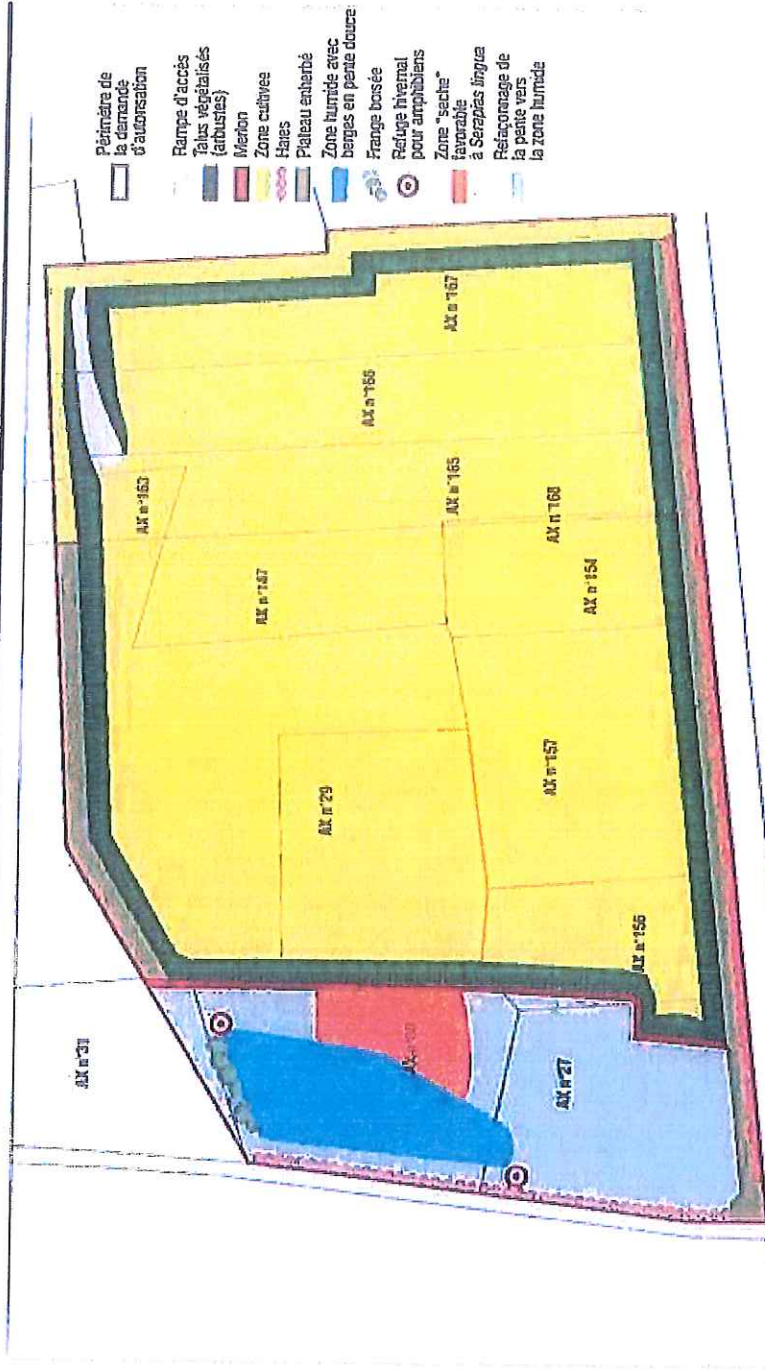 Périmètre de
la demande
d'autorisation
Rampe d'accès
Talus végétalisés
(arbustes)
Merlon
Zone cultivée
Haies
Plateau enherbé
Zone humide avec
berges en pente douce
Frange boisée
Refuge hivernal
pour amphibiens
Zone "sèche"
favorable
à Serapias lingua
Refaçonnage de
la pente vers
la zone humide
AX n°31
AX n°27
AX n°156
AX n°29
AX n°157
AX n°147
AX n°154
AX n°168
AX n°163
AX n°165
AX n°166
AX n°167